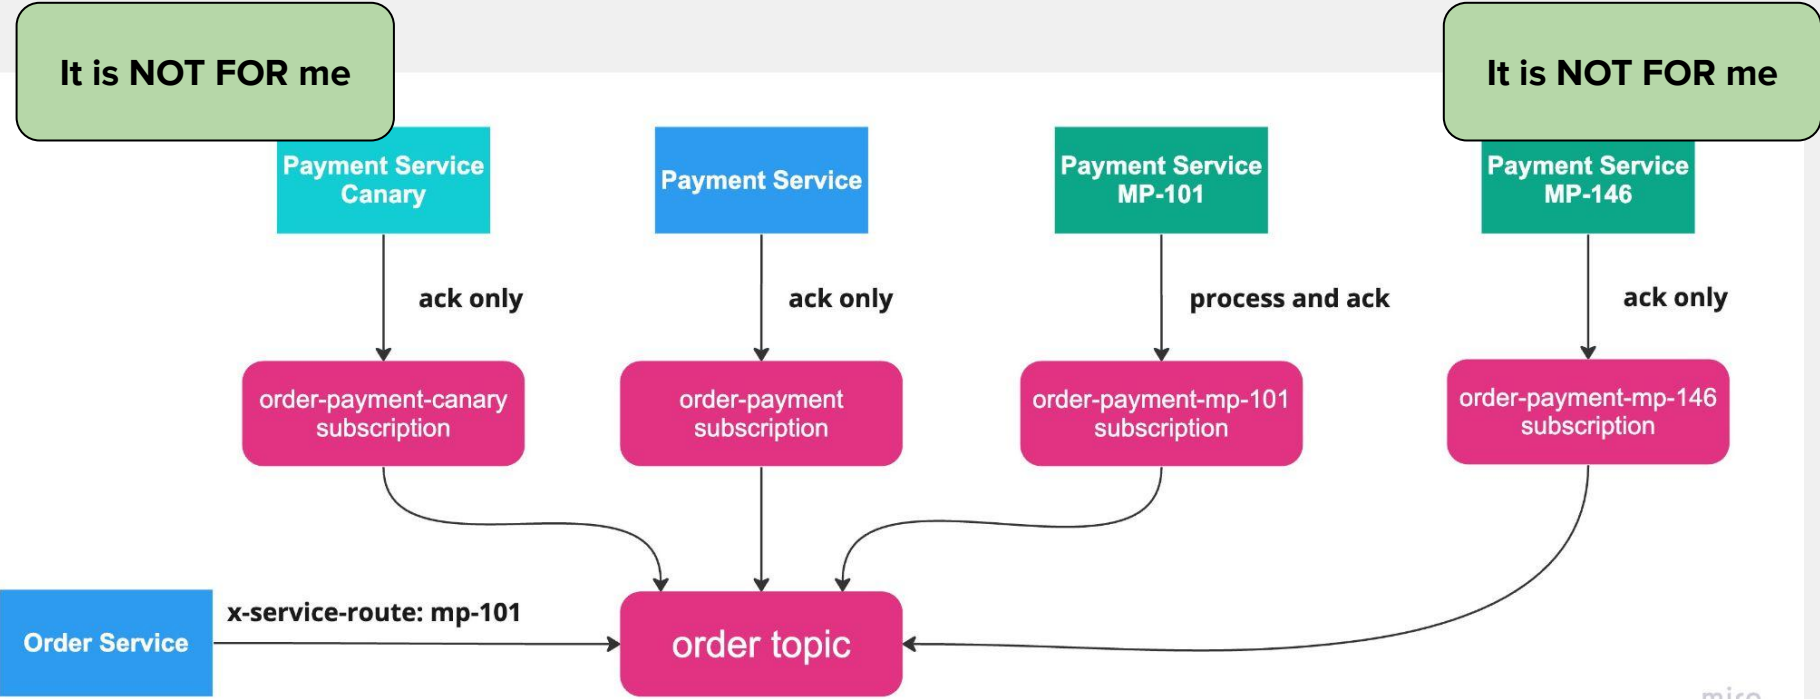 It is NOT FOR me
It is NOT FOR me
Payment Service
Canary
Payment Service
Payment Service
MP-101
Payment Service
MP-146
ack only
ack only
process and ack
ack only
order-payment-canary
subscription
order-payment
subscription
order-payment-mp-101
subscription
order-payment-mp-146
subscription
Order Service
x-service-route: mp-101
order topic
miro